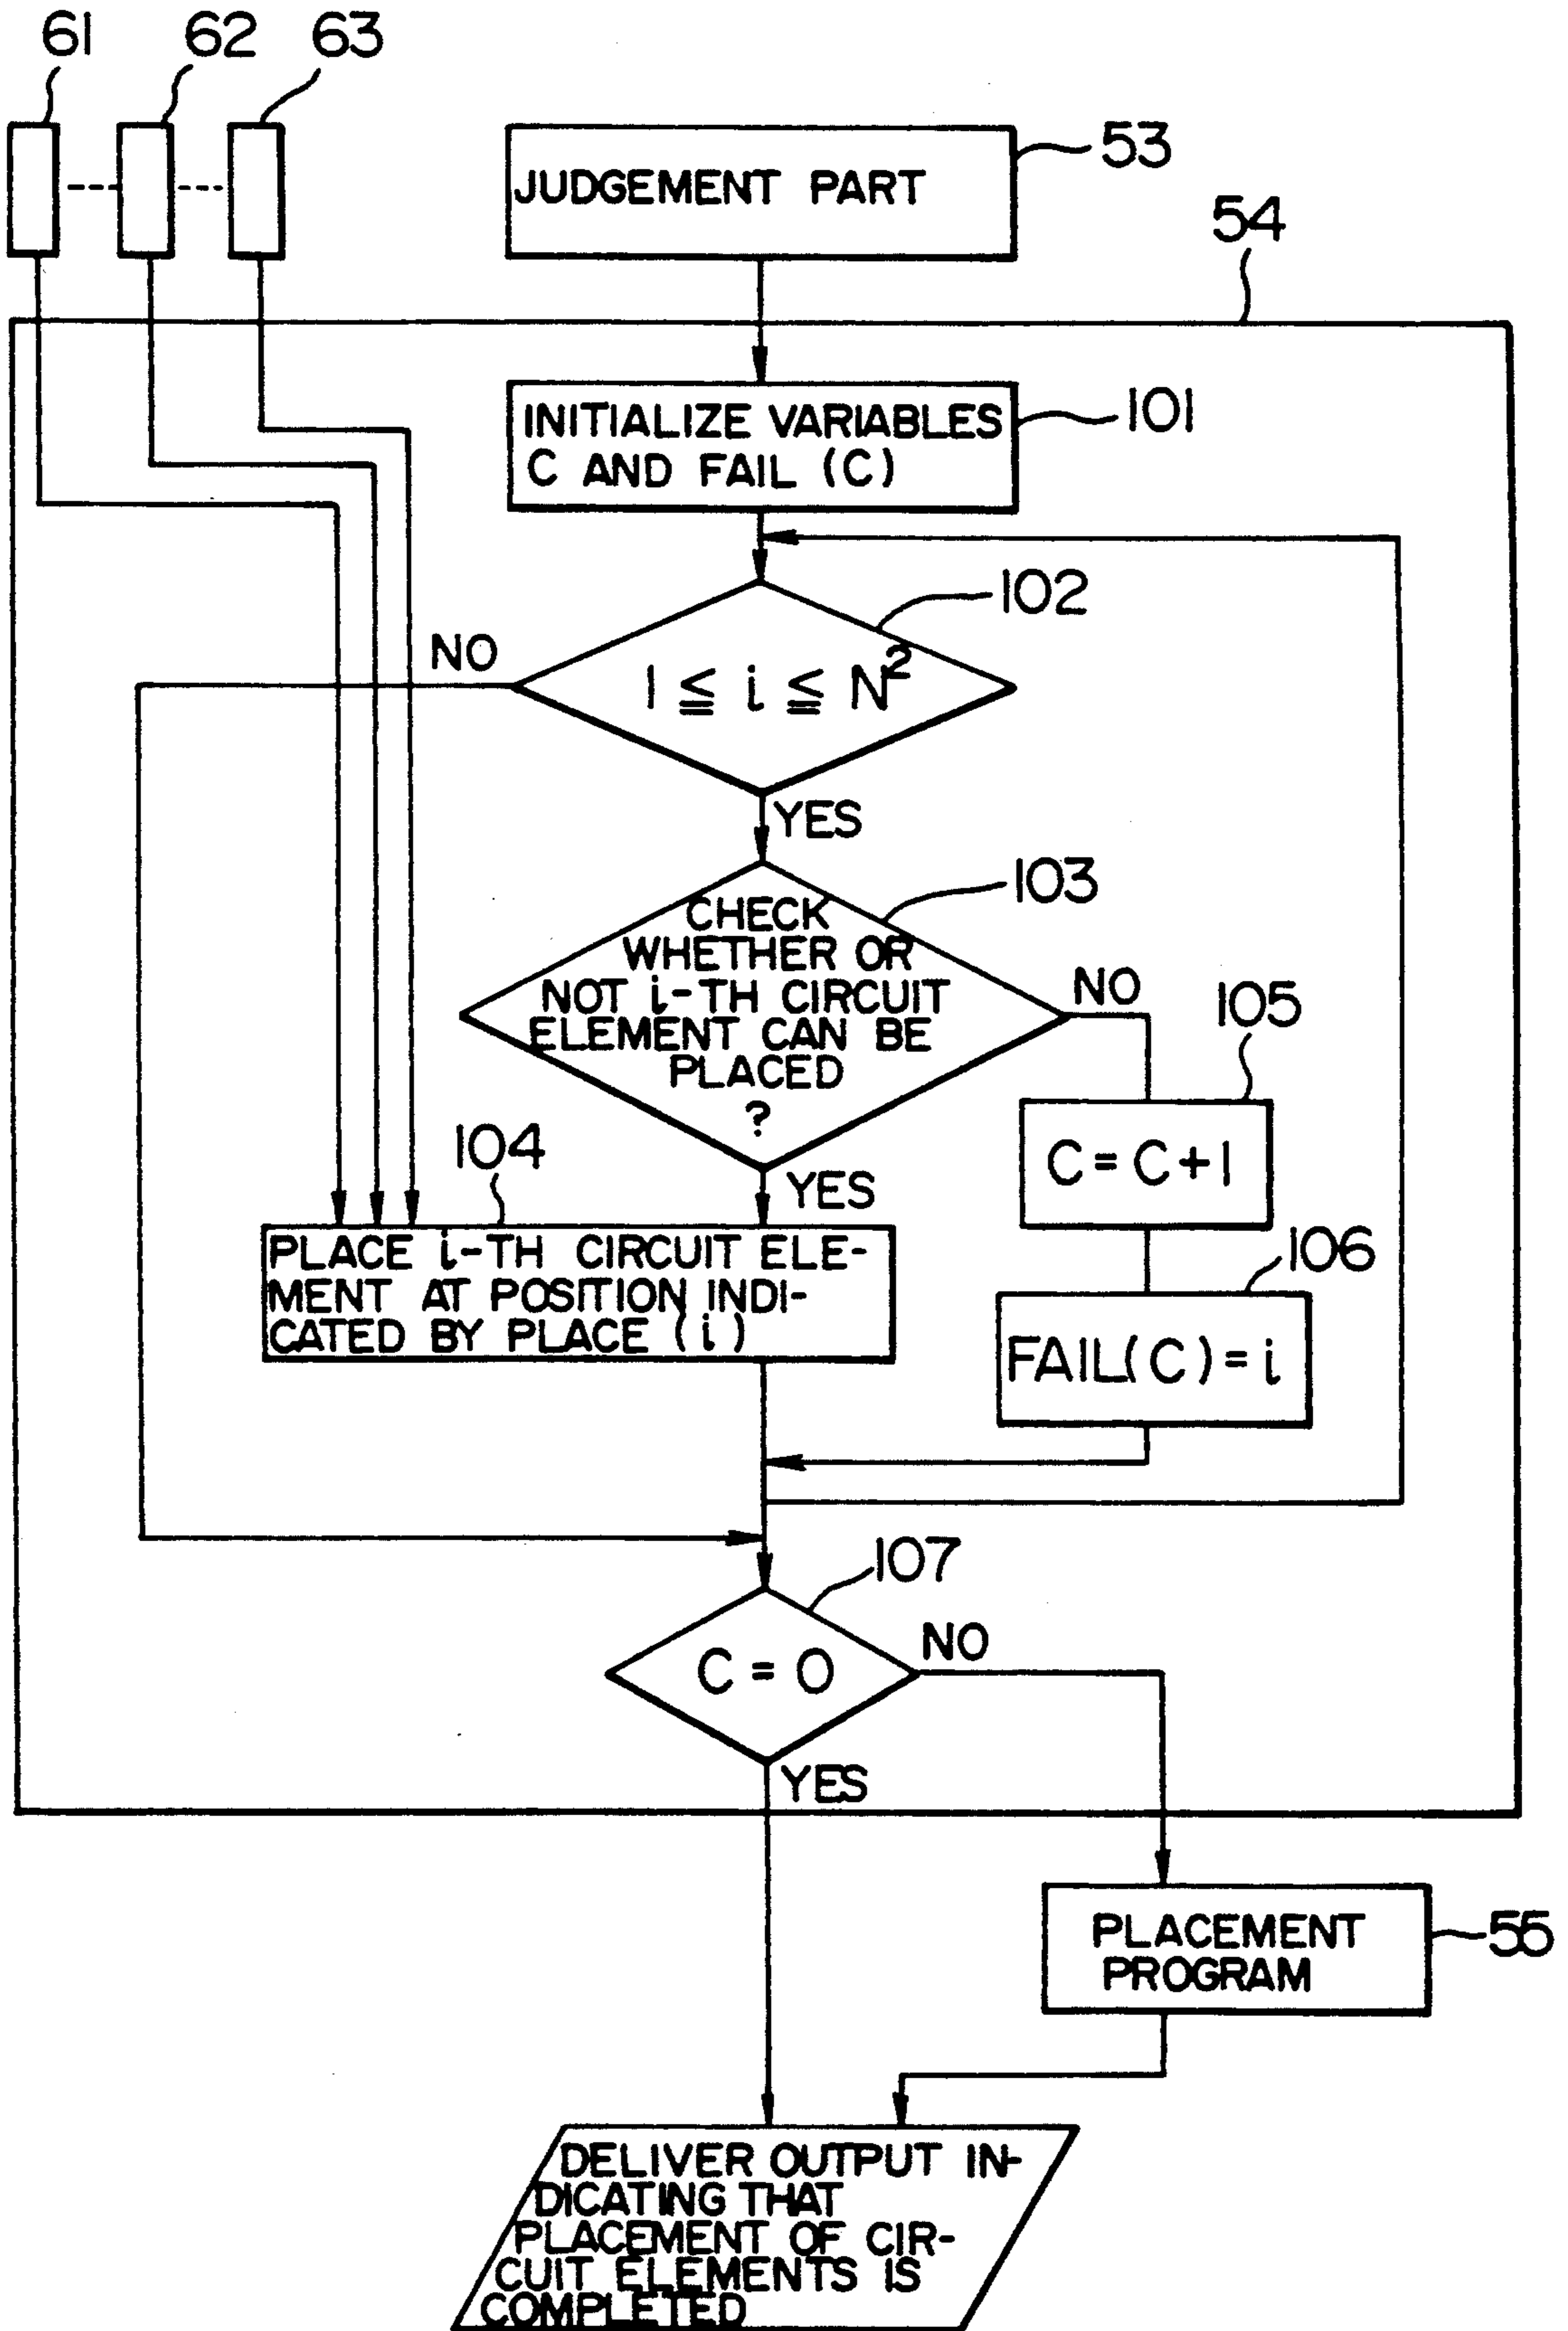 61
62
63
JUDGEMENT PART
53
54
INITIALIZE VARIABLES
C AND FAIL (C)
101
102
NO
1 ≦ i ≦ N²
YES
103
CHECK
WHETHER OR
NOT i-TH CIRCUIT
ELEMENT CAN BE
PLACED
?
NO
105
C = C + 1
104
YES
PLACE i-TH CIRCUIT ELE-
MENT AT POSITION INDI-
CATED BY PLACE (i)
106
FAIL(C) = i
107
C = 0
NO
YES
PLACEMENT
PROGRAM
55
DELIVER OUTPUT IN-
DICATING THAT
PLACEMENT OF CIR-
CUIT ELEMENTS IS
COMPLETED